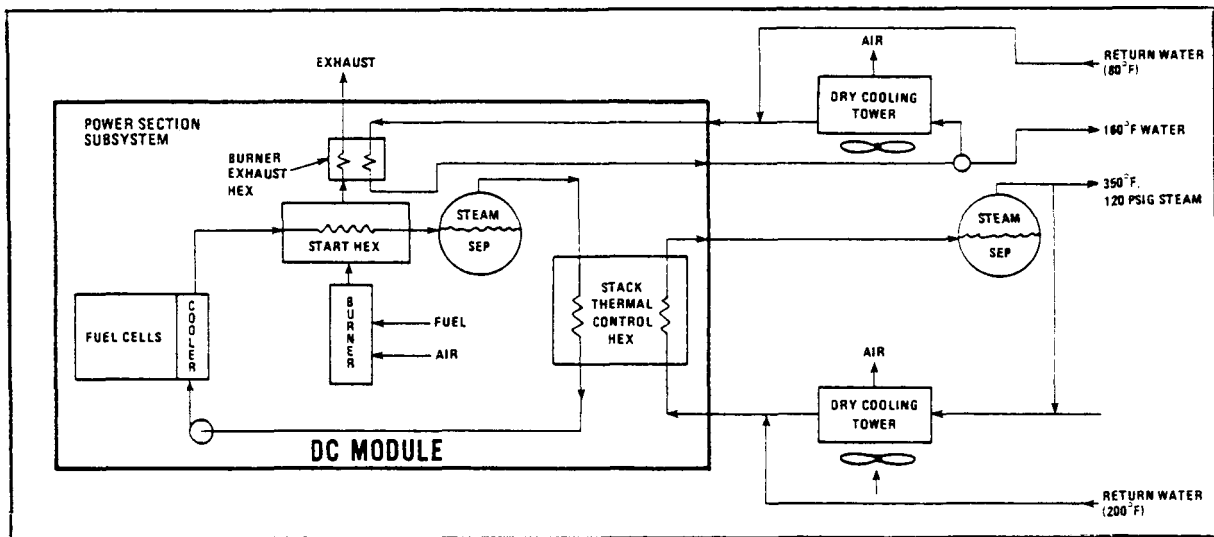 EXHAUST
AIR
RETURN WATER
(80°F)
DRY COOLING
TOWER
160°F WATER
POWER SECTION
SUBSYSTEM
BURNER
EXHAUST
HEX
350°F,
120 PSIG STEAM
STEAM
SEP
START HEX
STEAM
SEP
STACK
THERMAL
CONTROL
HEX
FUEL CELLS
COOLER
BURNER
FUEL
AIR
AIR
DRY COOLING
TOWER
DC MODULE
RETURN WATER
(200°F)